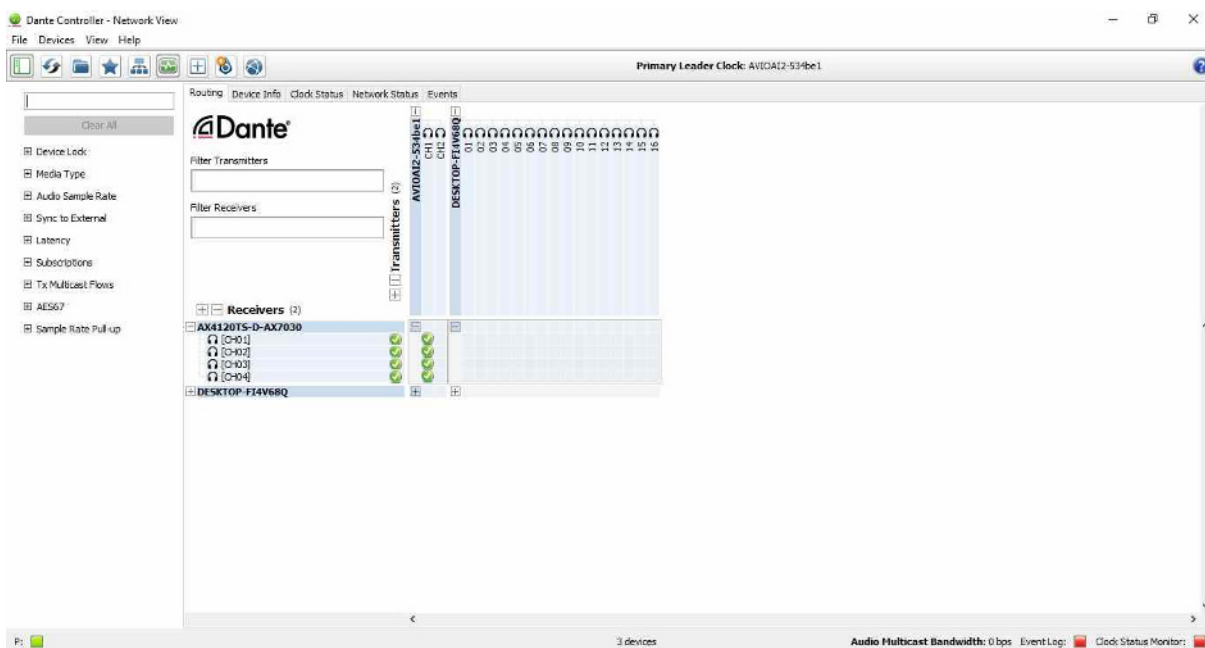 Dante Controller - Network View
File Devices View Help
Primary Leader Clock: AVIOAI2-534be1
Clear All
Device Lock
Media Type
Audio Sample Rate
Sync to External
Latency
Subscriptions
Tx Multicast Flows
AES67
Sample Rate Pull-up
Routing Device Info Clock Status Network Status Events
Dante®
Filter Transmitters
Filter Receivers
Transmitters (2)
AVIOAI2-534be1
CH1
CH2
DESKTOP-FI4V68Q
01
02
03
04
05
06
07
08
09
10
11
12
13
14
15
16
Receivers (2)
AX4120TS-D-AX7030
[CH01]
[CH02]
[CH03]
[CH04]
DESKTOP-FI4V68Q
P:
3 devices
Audio Multicast Bandwidth: 0 bps Event Log: Clock Status Monitor: